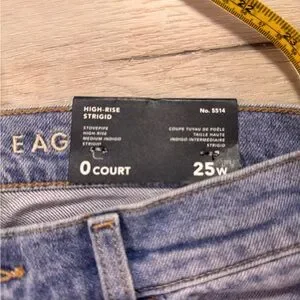 HIGH-RISE
STRIGID
No. 5514
STOVEPIPE
HIGH-RISE
MEDIUM INDIGO
STRIGID
COUPE TUYAU DE POÊLE
TAILLE HAUTE
INDIGO INTERMÉDIAIRE
STRIGID
E AG
0 COURT
25W